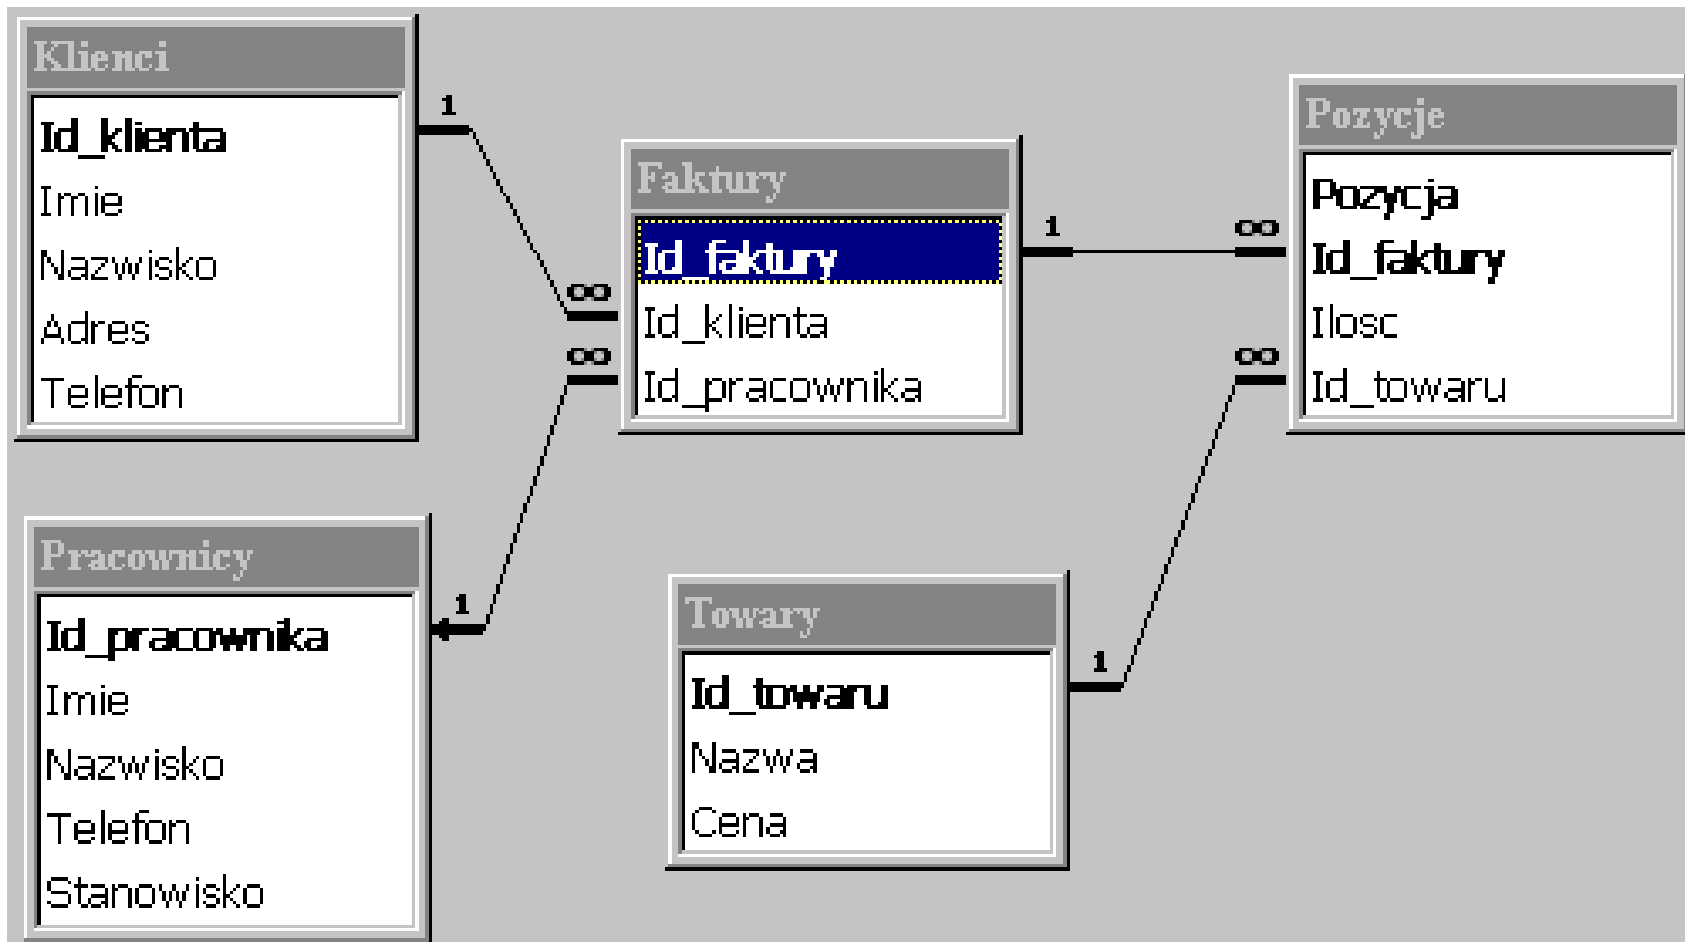 Klienci
Id_klienta
Imie
Nazwisko
Adres
Telefon
1
∞
∞
1
Faktury
Id_faktury
Id_klienta
Id_pracownika
1
∞
Pozycje
Pozycja
Id_faktury
Ilosc
Id_towaru
∞
1
Pracownicy
Id_pracownika
Imie
Nazwisko
Telefon
Stanowisko
Towary
Id_towaru
Nazwa
Cena